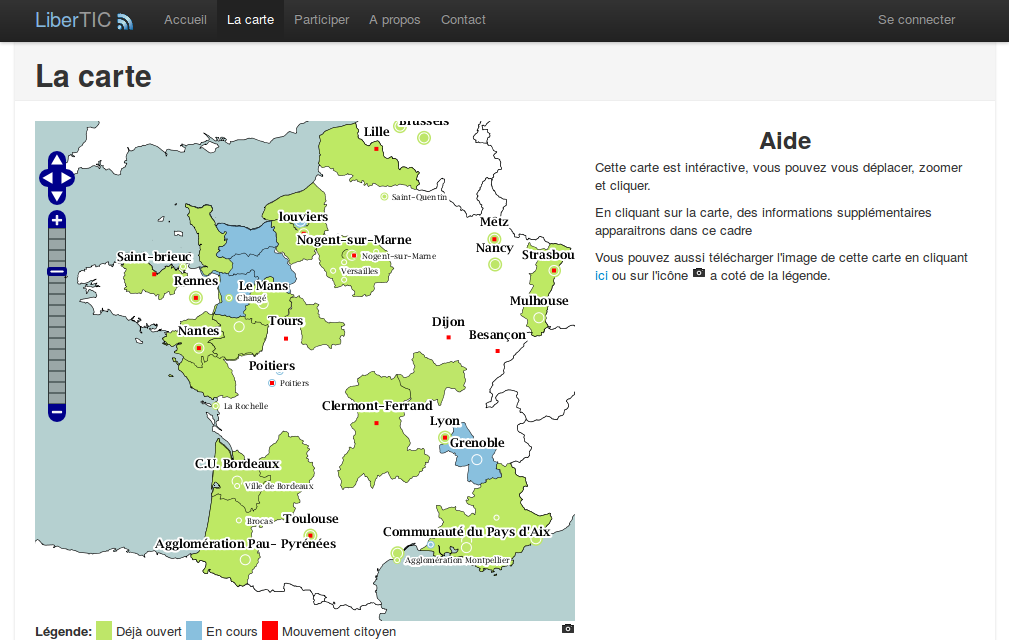 LiberTIC Accueil La carte Participer A propos Contact Se connecter
La carte
Brussels
Lille
Saint-Quentin
louviers
Metz
Nogent-sur-Marne
Nancy
Nogent-sur-Marne
Saint-brieuc
Strasbou
Versailles
Rennes
Le Mans
Changé
Mulhouse
Tours
Dijon
Nantes
Besançon
Poitiers
Poitiers
La Rochelle
Clermont-Ferrand
Lyon
Grenoble
C.U. Bordeaux
Ville de Bordeaux
Brocas
Toulouse
Communauté du Pays d'Aix
Agglomération Pau- Pyrénées
Agglomération Montpellier
Aide
Cette carte est intéractive, vous pouvez vous déplacer, zoomer
et cliquer.
En cliquant sur la carte, des informations supplémentaires
apparaitrons dans ce cadre
Vous pouvez aussi télécharger l'image de cette carte en cliquant
ici ou sur l'icône a coté de la légende.
Légende: Déjà ouvert En cours Mouvement citoyen